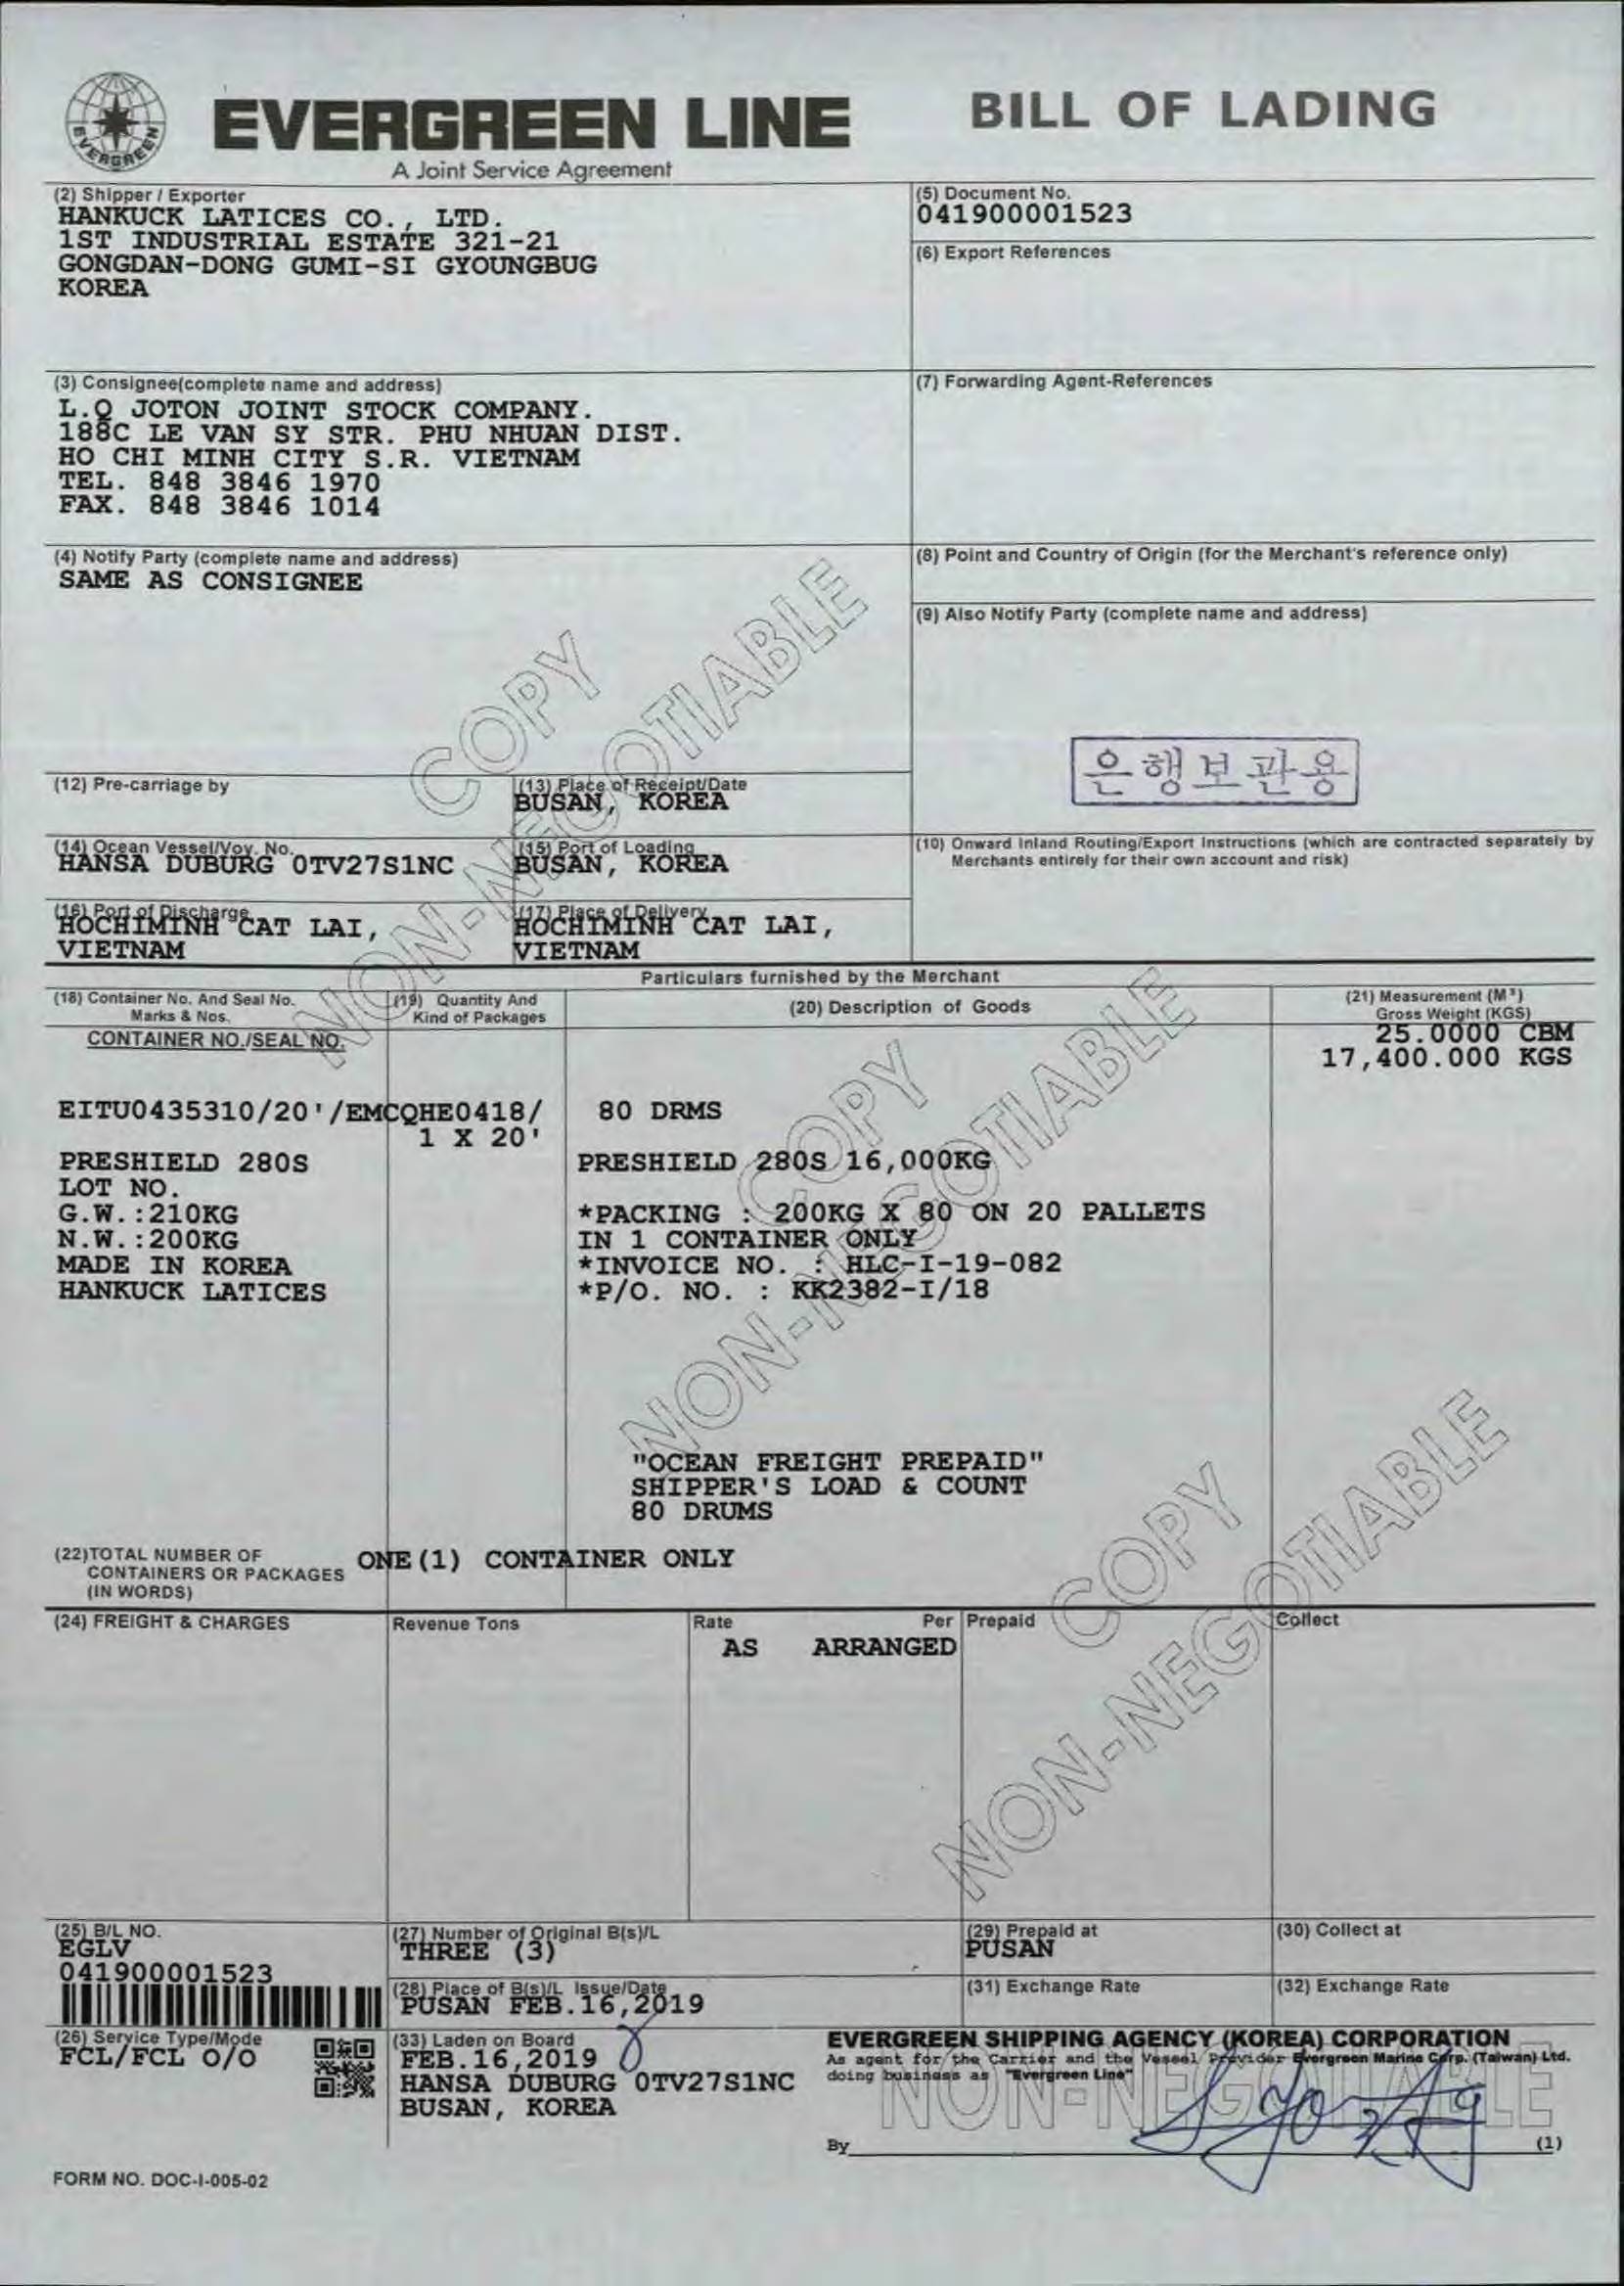 EVERGREEN
EVERGREEN LINE
A Joint Service Agreement
BILL OF LADING
(2) Shipper / Exporter
HANKUCK LATICES CO., LTD.
1ST INDUSTRIAL ESTATE 321-21
GONGDAN-DONG GUMI-SI GYOUNGBUG
KOREA
(5) Document No.
041900001523
(6) Export References
(3) Consignee(complete name and address)
L.Q JOTON JOINT STOCK COMPANY.
188C LE VAN SY STR. PHU NHUAN DIST.
HO CHI MINH CITY S.R. VIETNAM
TEL. 848 3846 1970
FAX. 848 3846 1014
(7) Forwarding Agent-References
(4) Notify Party (complete name and address)
SAME AS CONSIGNEE
(8) Point and Country of Origin (for the Merchant's reference only)
(9) Also Notify Party (complete name and address)
COPY
NON-NEGOTIABLE
은행보관용
(12) Pre-carriage by
(13) Place of Receipt/Date
BUSAN, KOREA
(14) Ocean Vessel/Voy. No.
HANSA DUBURG 0TV27S1NC
(15) Port of Loading
BUSAN, KOREA
(10) Onward Inland Routing/Export Instructions (which are contracted separately by
Merchants entirely for their own account and risk)
(16) Port of Discharge
HOCHIMINH CAT LAI,
VIETNAM
(17) Place of Delivery
HOCHIMINH CAT LAI,
VIETNAM
Particulars furnished by the Merchant
(18) Container No. And Seal No.
Marks & Nos.
(19) Quantity And
Kind of Packages
(20) Description of Goods
(21) Measurement (M³)
Gross Weight (KGS)
CONTAINER NO./SEAL NO.
25.0000 CBM
17,400.000 KGS
EITU0435310/20'/EMCQHE0418/
1 X 20'
80 DRMS
PRESHIELD 280S
LOT NO.
G.W.:210KG
N.W.:200KG
MADE IN KOREA
HANKUCK LATICES
PRESHIELD 280S 16,000KG
*PACKING : 200KG X 80 ON 20 PALLETS
IN 1 CONTAINER ONLY
*INVOICE NO. : HLC-I-19-082
*P/O. NO. : KK2382-I/18
COPY
NON-NEGOTIABLE
"OCEAN FREIGHT PREPAID"
SHIPPER'S LOAD & COUNT
80 DRUMS
(22)TOTAL NUMBER OF
CONTAINERS OR PACKAGES
(IN WORDS)
ONE(1) CONTAINER ONLY
(24) FREIGHT & CHARGES
Revenue Tons
Rate
Per
Prepaid
Collect
AS ARRANGED
COPY
NON-NEGOTIABLE
(25) B/L NO.
EGLV
041900001523
(27) Number of Original B(s)/L
THREE (3)
(29) Prepaid at
PUSAN
(30) Collect at
(28) Place of B(s)/L Issue/Date
PUSAN FEB.16,2019
(31) Exchange Rate
(32) Exchange Rate
(26) Service Type/Mode
FCL/FCL O/O
(33) Laden on Board
FEB.16,2019
HANSA DUBURG 0TV27S1NC
BUSAN, KOREA
EVERGREEN SHIPPING AGENCY (KOREA) CORPORATION
As agent for the Carrier and the Vessel Provider Evergreen Marine Corp. (Taiwan) Ltd.
doing business as "Evergreen Line"
NON-NEGOTIABLE
By
(1)
FORM NO. DOC-I-005-02